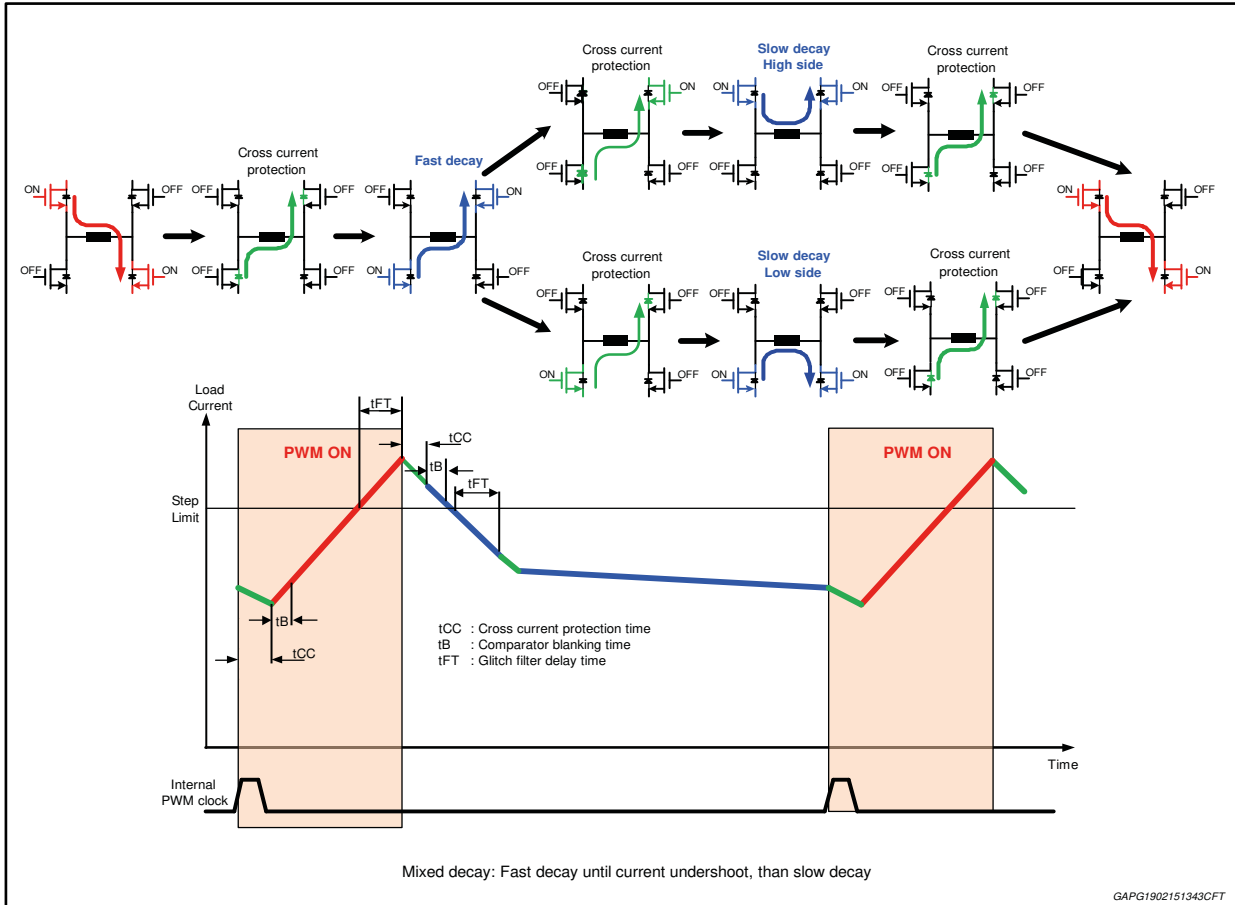 Cross current
protection
Slow decay
High side
Cross current
protection
OFF
ON
ON
ON
OFF
OFF
OFF
OFF
OFF
OFF
OFF
OFF
Cross current
protection
Fast decay
ON
OFF
OFF
OFF
OFF
ON
ON
OFF
OFF
ON
OFF
OFF
ON
OFF
OFF
ON
Cross current
protection
Slow decay
Low side
Cross current
protection
OFF
OFF
OFF
OFF
OFF
OFF
ON
OFF
ON
ON
OFF
OFF
Load
Current
tFT
tCC
PWM ON
tB
PWM ON
tFT
Step
Limit
tB
tCC
tCC : Cross current protection time
tB : Comparator blanking time
tFT : Glitch filter delay time
Time
Internal
PWM clock
Mixed decay: Fast decay until current undershoot, than slow decay
GAPG1902151343CFT